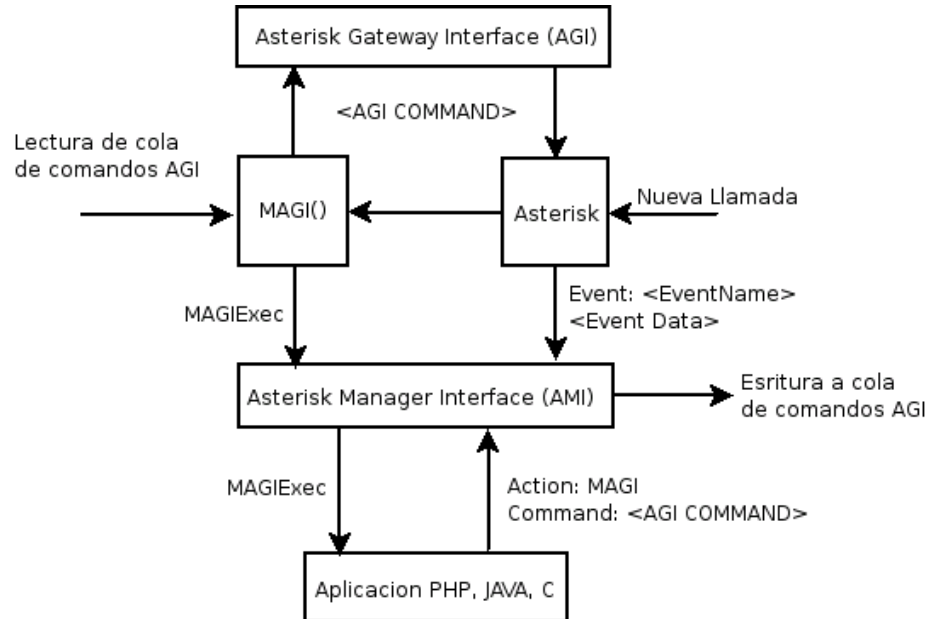 Asterisk Gateway Interface (AGI)
<AGI COMMAND>
Lectura de cola
de comandos AGI
MAGI()
Asterisk
Nueva Llamada
MAGIExec
Event: <EventName>
<Event Data>
Asterisk Manager Interface (AMI)
Esritura a cola
de comandos AGI
MAGIExec
Action: MAGI
Command: <AGI COMMAND>
Aplicacion PHP, JAVA, C